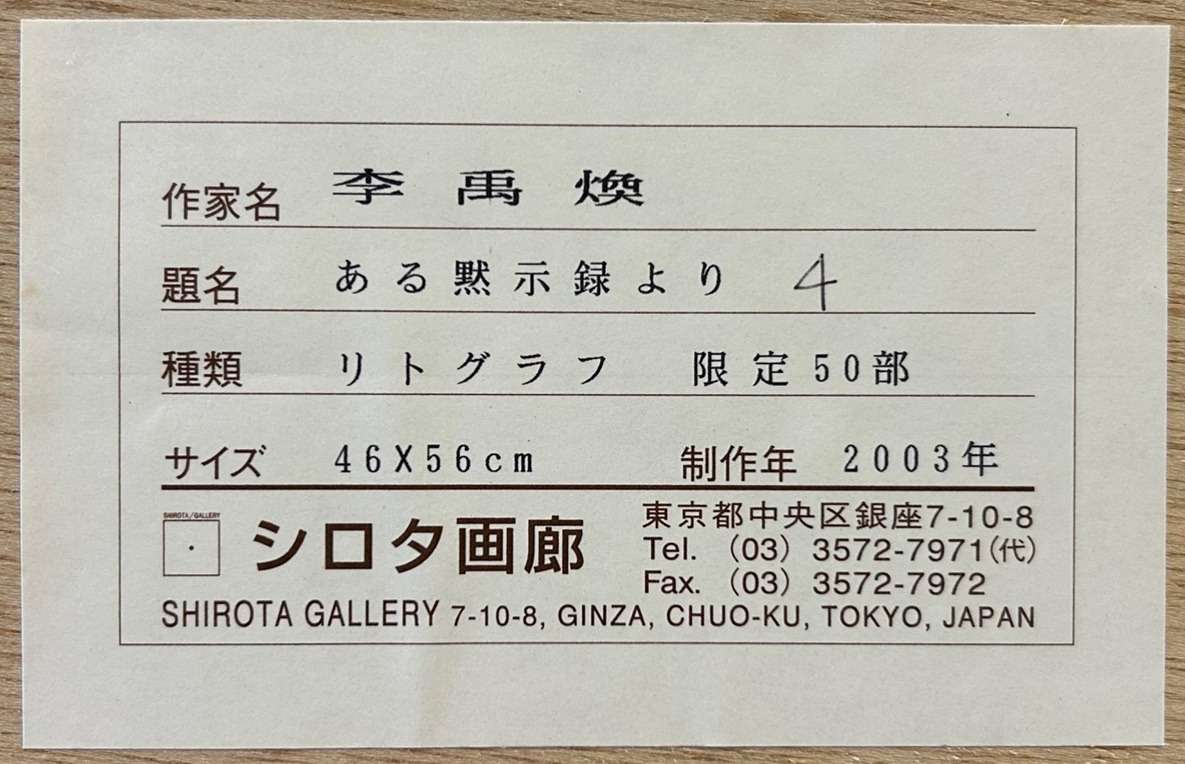 作家名 李禹煥
題名 ある黙示録より 4
種類 リトグラフ 限定50部
サイズ 46X56cm 制作年 2003年
SHIROTA/GALLERY
シロタ画廊
東京都中央区銀座7-10-8
Tel. (03) 3572-7971(代)
Fax. (03) 3572-7972
SHIROTA GALLERY 7-10-8, GINZA, CHUO-KU, TOKYO, JAPAN